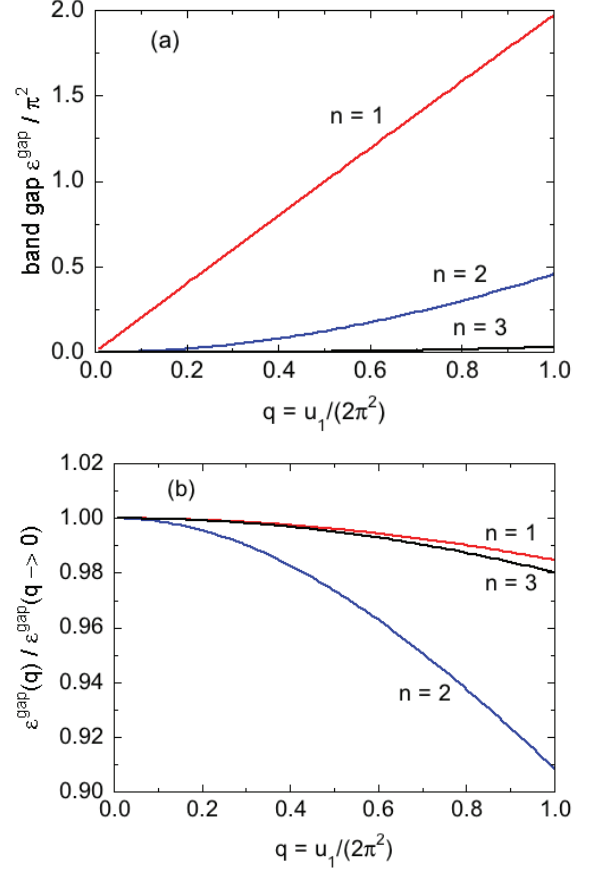 (a)
band gap ε^gap / π^2
2.0
1.5
1.0
0.5
0.0
n = 1
n = 2
n = 3
0.0 0.2 0.4 0.6 0.8 1.0
q = u_1/(2π^2)
(b)
ε^gap(q) / ε^gap(q -> 0)
1.02
1.00
0.98
0.96
0.94
0.92
0.90
n = 1
n = 3
n = 2
0.0 0.2 0.4 0.6 0.8 1.0
q = u_1/(2π^2)